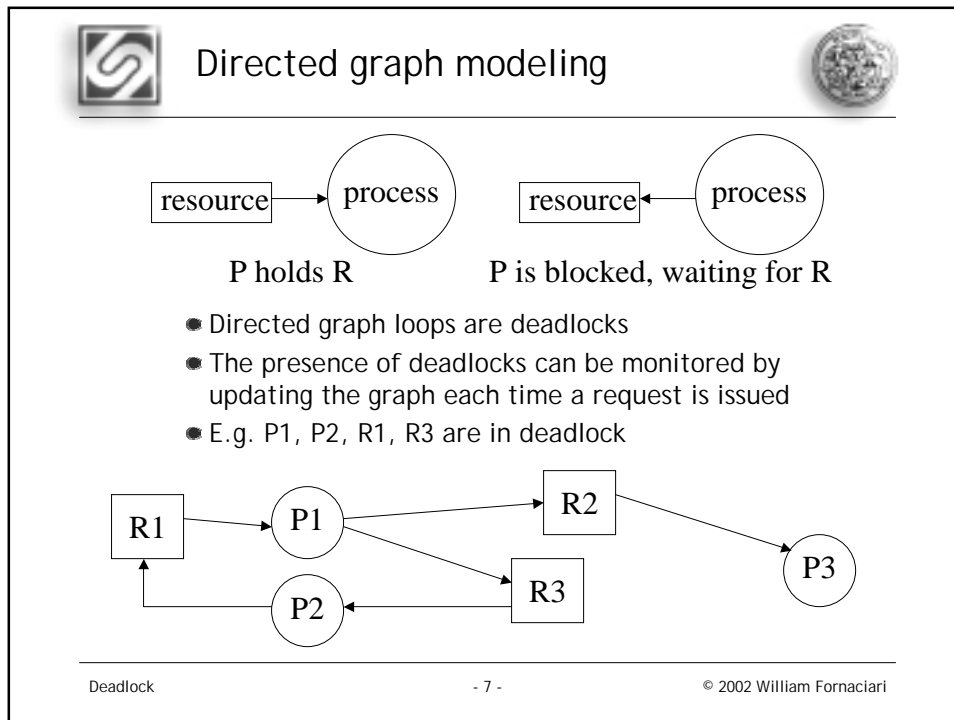 Directed graph modeling
resource process resource process
P holds R P is blocked, waiting for R
Directed graph loops are deadlocks
The presence of deadlocks can be monitored by
updating the graph each time a request is issued
E.g. P1, P2, R1, R3 are in deadlock
R1 P1 R2
P3
P2 R3
Deadlock - 7 - © 2002 William Fornaciari